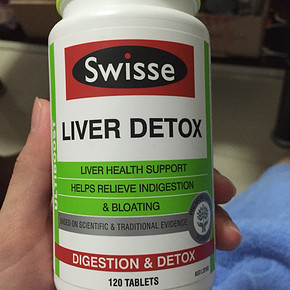 Swisse
LIVER DETOX
LIVER HEALTH SUPPORT
HELPS RELIEVE INDIGESTION
& BLOATING
BASED ON SCIENTIFIC & TRADITIONAL EVIDENCE
DIGESTION & DETOX
120 TABLETS